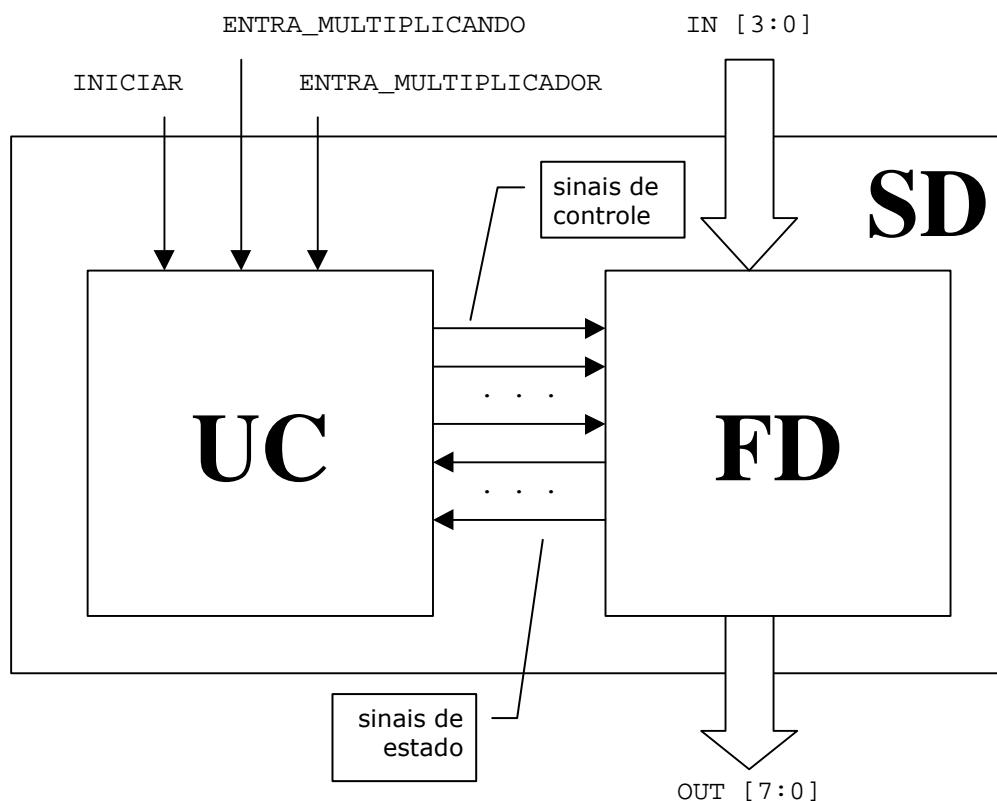 ENTRA_MULTIPLICANDO
IN [3:0]
INICIAR
ENTRA_MULTIPLICADOR
sinais de
controle
SD
UC
. . .
. . .
FD
sinais de
estado
OUT [7:0]